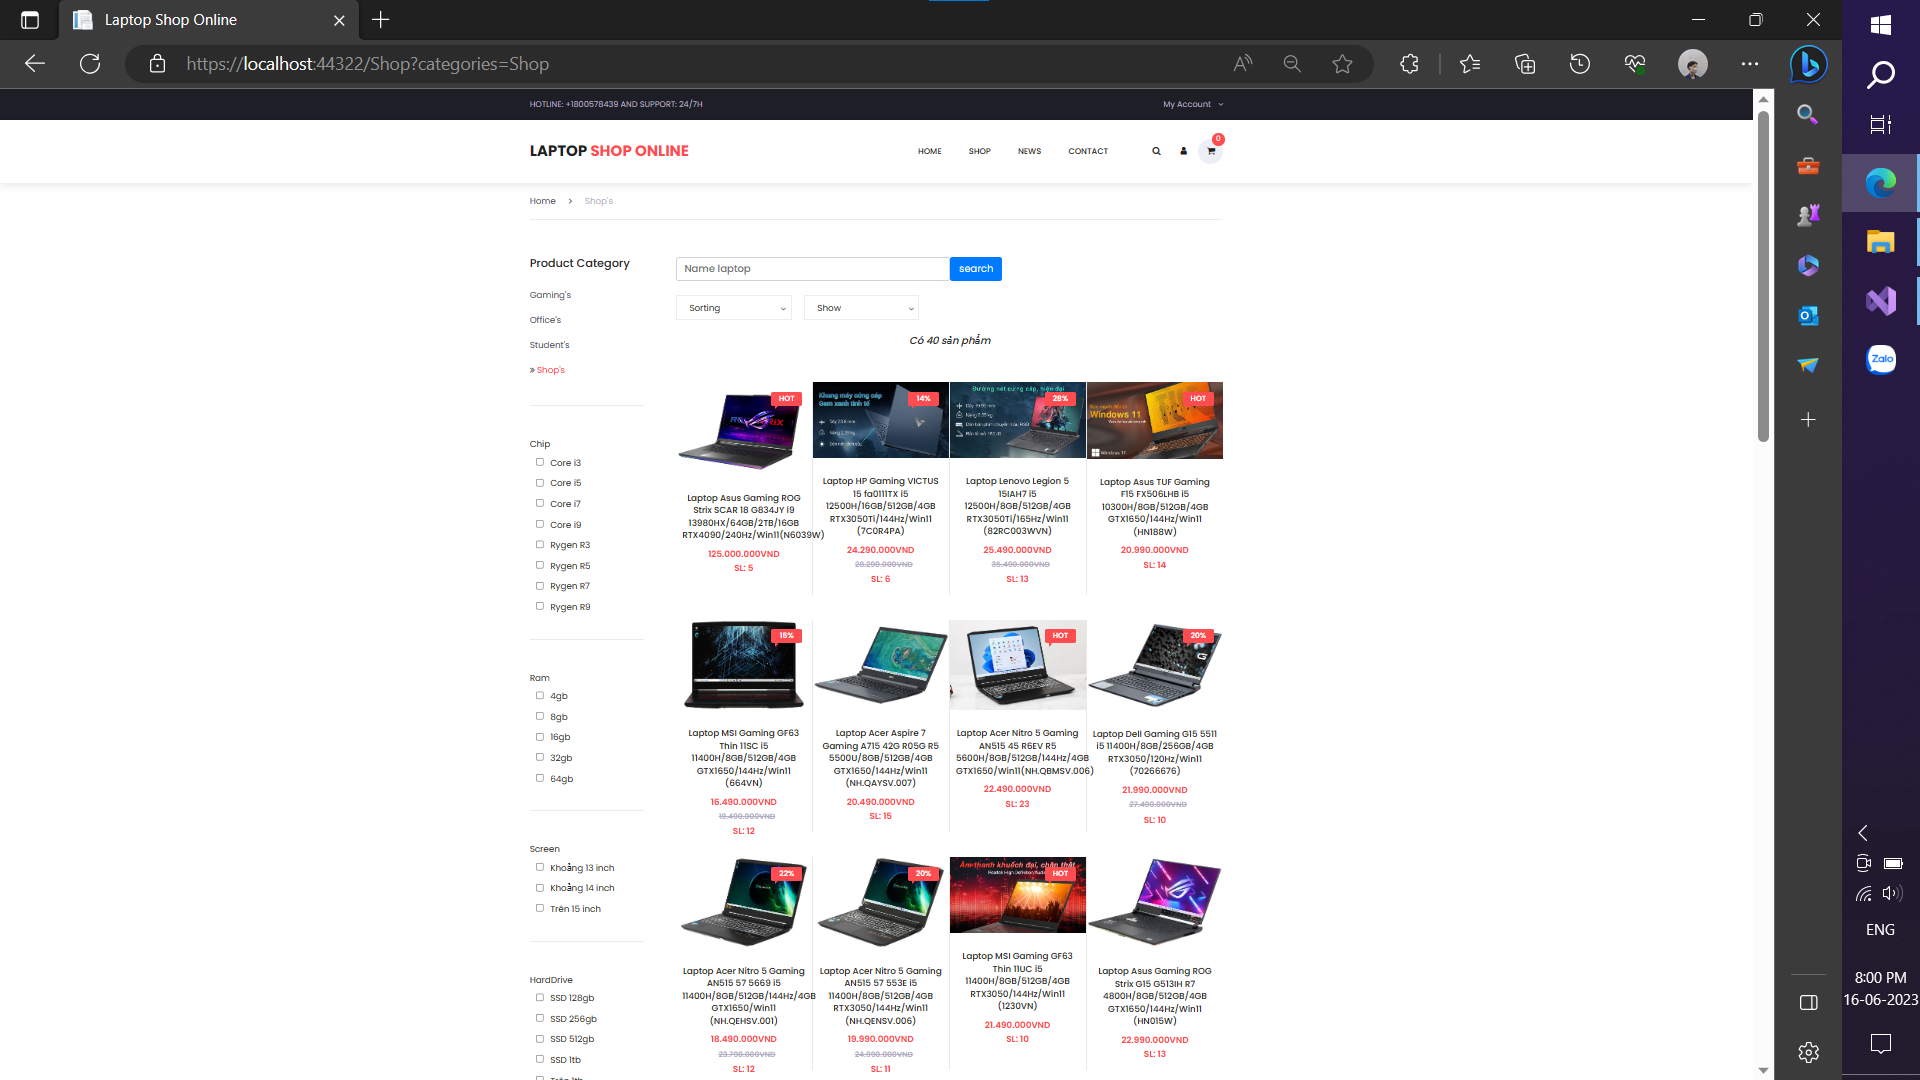 Laptop Shop Online
https://localhost:44322/Shop?categories=Shop
HOTLINE: +1800578439 AND SUPPORT: 24/7H
My Account
LAPTOP SHOP ONLINE
HOME
SHOP
NEWS
CONTACT
0
Home > Shop's
Product Category
Gaming's
Office's
Student's
» Shop's
Chip
Core i3
Core i5
Core i7
Core i9
Rygen R3
Rygen R5
Rygen R7
Rygen R9
Ram
4gb
8gb
16gb
32gb
64gb
Screen
Khoảng 13 inch
Khoảng 14 inch
Trên 15 inch
HardDrive
SSD 128gb
SSD 256gb
SSD 512gb
SSD 1tb
Name laptop
search
Sorting
Show
Có 40 sản phẩm
HOT
Laptop Asus Gaming ROG
Strix SCAR 18 G834JY i9
13980HX/64GB/2TB/16GB
RTX4090/240Hz/Win11(N6039W)
125.000.000VND
SL: 5
Khung máy cứng cáp
14%
Laptop HP Gaming VICTUS
15 fa0111TX i5
12500H/16GB/512GB/4GB
RTX3050Ti/144Hz/Win11
(7C0R4PA)
24.290.000VND
28.290.000VND
SL: 6
Đường nét cứng cáp, hiện đại
28%
Laptop Lenovo Legion 5
15IAH7 i5
12500H/8GB/512GB/4GB
RTX3050Ti/165Hz/Win11
(82RC003WVN)
25.490.000VND
35.490.000VND
SL: 13
HOT
Windows 11
Windows 11
Laptop Asus TUF Gaming
F15 FX506LHB i5
10300H/8GB/512GB/4GB
GTX1650/144Hz/Win11
(HN188W)
20.990.000VND
SL: 14
15%
Laptop MSI Gaming GF63
Thin 11SC i5
11400H/8GB/512GB/4GB
GTX1650/144Hz/Win11
(664VN)
16.490.000VND
19.490.000VND
SL: 12
Laptop Acer Aspire 7
Gaming A715 42G R05G R5
5500U/8GB/512GB/4GB
GTX1650/144Hz/Win11
(NH.QAYSV.007)
20.490.000VND
SL: 15
HOT
Laptop Acer Nitro 5 Gaming
AN515 45 R6EV R5
5600H/8GB/512GB/144Hz/4GB
GTX1650/Win11(NH.QBMSV.006)
22.490.000VND
SL: 23
20%
Laptop Dell Gaming G15 5511
i5 11400H/8GB/256GB/4GB
RTX3050/120Hz/Win11
(70266676)
21.990.000VND
27.490.000VND
SL: 10
22%
Laptop Acer Nitro 5 Gaming
AN515 57 5669 i5
11400H/8GB/512GB/144Hz/4GB
GTX1650/Win11
(NH.QEHSV.001)
18.490.000VND
23.790.000VND
SL: 12
20%
Laptop Acer Nitro 5 Gaming
AN515 57 553E i5
11400H/8GB/512GB/4GB
RTX3050/144Hz/Win11
(NH.QENSV.006)
19.990.000VND
24.990.000VND
SL: 11
Âm thanh khuếch đại, chân thật
HOT
Laptop MSI Gaming GF63
Thin 11UC i5
11400H/8GB/512GB/4GB
RTX3050/144Hz/Win11
(1230VN)
21.490.000VND
SL: 10
Laptop Asus Gaming ROG
Strix G15 G513IH R7
4800H/8GB/512GB/4GB
GTX1650/144Hz/Win11
(HN015W)
22.990.000VND
SL: 13
Zalo
ENG
8:00 PM
16-06-2023